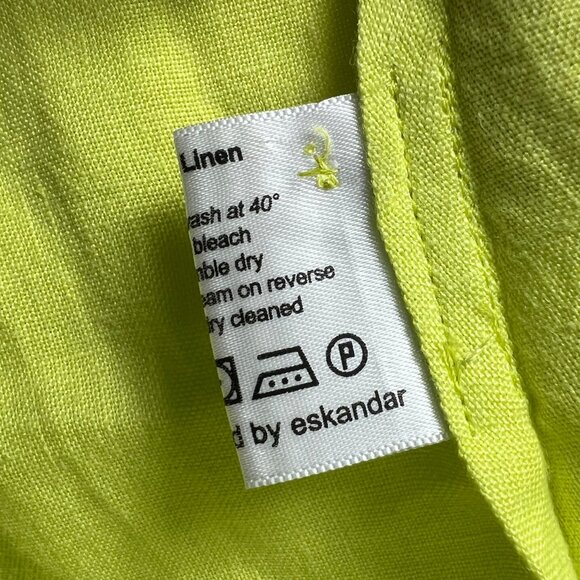 Linen
ash at 40°
bleach
ble dry
eam on reverse
ry cleaned
P
d by eskandar